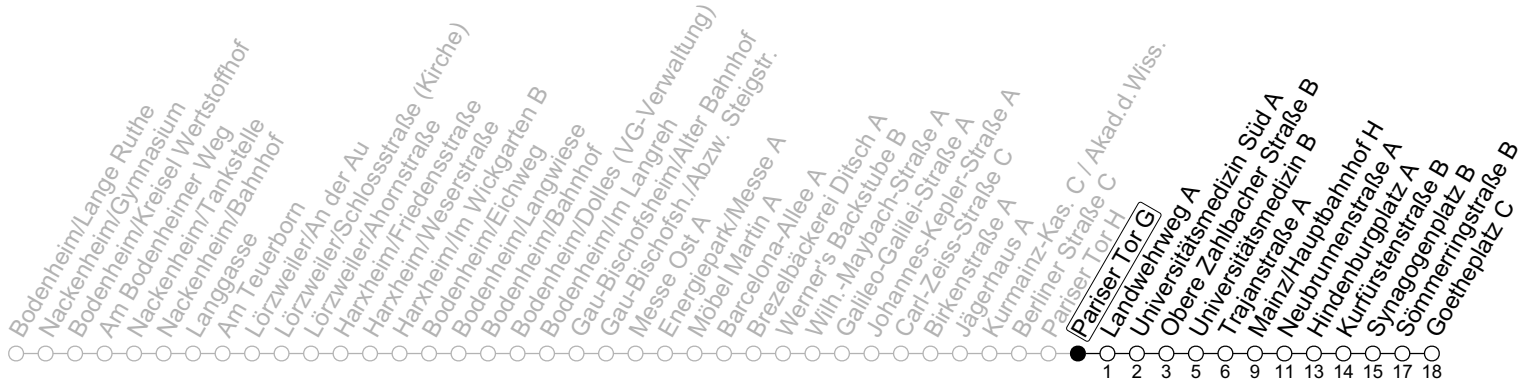 Bodenheim/Lange Ruthe
Nackenheim/Gymnasium
Bodenheim/Kreisel Wertstoffhof
Am Bodenheimer Weg
Nackenheim/Tankstelle
Nackenheim/Bahnhof
Langgasse
Am Teuerborn
Lörzweiler/An der Au
Lörzweiler/Schlossstraße (Kirche)
Lörzweiler/Ahornstraße
Harxheim/Friedensstraße
Harxheim/Weserstraße
Harxheim/Im Wickgarten B
Bodenheim/Eichweg
Bodenheim/Langwiese
Bodenheim/Bahnhof
Bodenheim/Dolles (VG-Verwaltung)
Bodenheim/Im Langreh
Gau-Bischofsheim/Alter Bahnhof
Gau-Bischofsh./Abzw. Steigstr.
Messe Ost A
Energiepark/Messe A
Möbel Martin A
Barcelona-Allee A
Brezelbäckerei Ditsch A
Werner's Backstube B
Wilh.-Maybach-Straße A
Galileo-Galilei-Straße A
Johannes-Kepler-Straße A
Carl-Zeiss-Straße C
Birkenstraße A
Jägerhaus A
Kurmainz-Kas. C / Akad.d.Wiss.
Berliner Straße C
Pariser Tor H
Pariser Tor G
Landwehrweg A
Universitätsmedizin Süd A
Obere Zahlbacher Straße B
Universitätsmedizin B
Trajanstraße A
Mainz/Hauptbahnhof H
Neubrunnenstraße A
Hindenburgplatz A
Kurfürstenstraße B
Synagogenplatz B
Sömmerringstraße B
Goetheplatz C
1 2 3 5 6 9 11 13 14 15 17 18